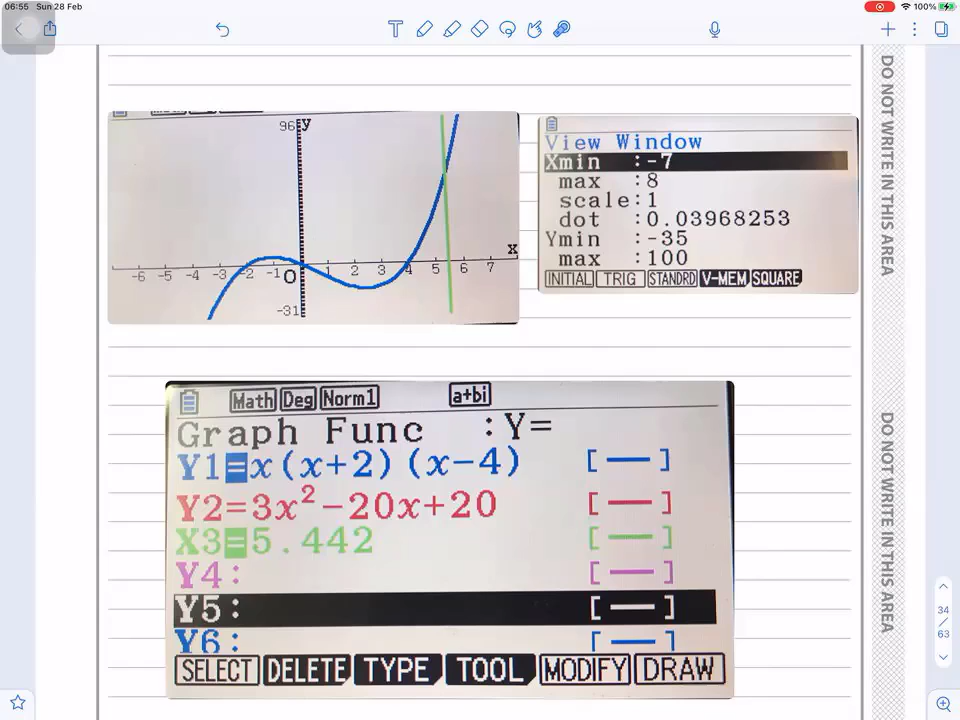 06:55 Sun 28 Feb
100%
DO NOT WRITE IN THIS AREA
DO NOT WRITE IN THIS AREA
96 y
x
-6 -5 -4 -3 -2 -1 O 1 2 3 4 5 6 7
-31
View Window
Xmin :-7
max :8
scale:1
dot :0.03968253
Ymin :-35
max :100
INITIAL TRIG STANDRD V-MEM SQUARE
Math Deg Norm1 a+bi
Graph Func :Y=
Y1=x(x+2)(x-4) [—]
Y2=3x²-20x+20 [—]
X3=5.442 [—]
Y4: [—]
Y5: [—]
Y6: [—]
SELECT DELETE TYPE TOOL MODIFY DRAW
34
/
63